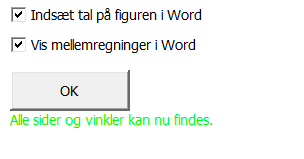 Indsæt tal på figuren i Word
Vis mellemregninger i Word
OK
Alle sider og vinkler kan nu findes.